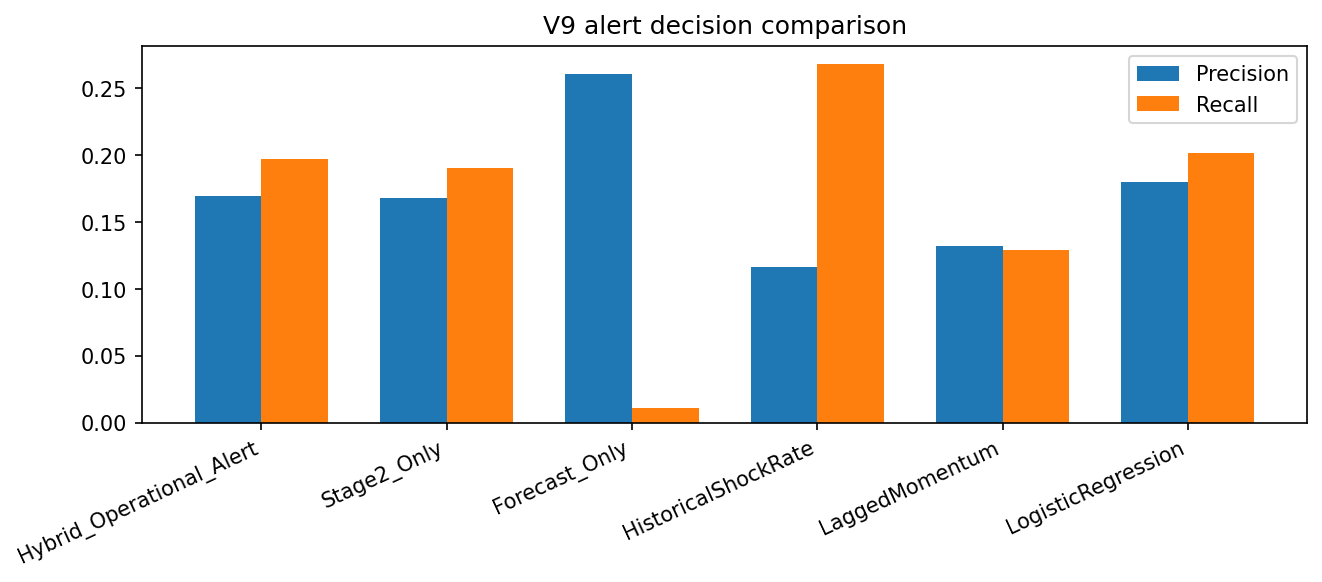 V9 alert decision comparison
Precision
Recall
0.25
0.20
0.15
0.10
0.05
0.00
Hybrid_Operational_Alert
Stage2_Only
Forecast_Only
HistoricalShockRate
LaggedMomentum
LogisticRegression